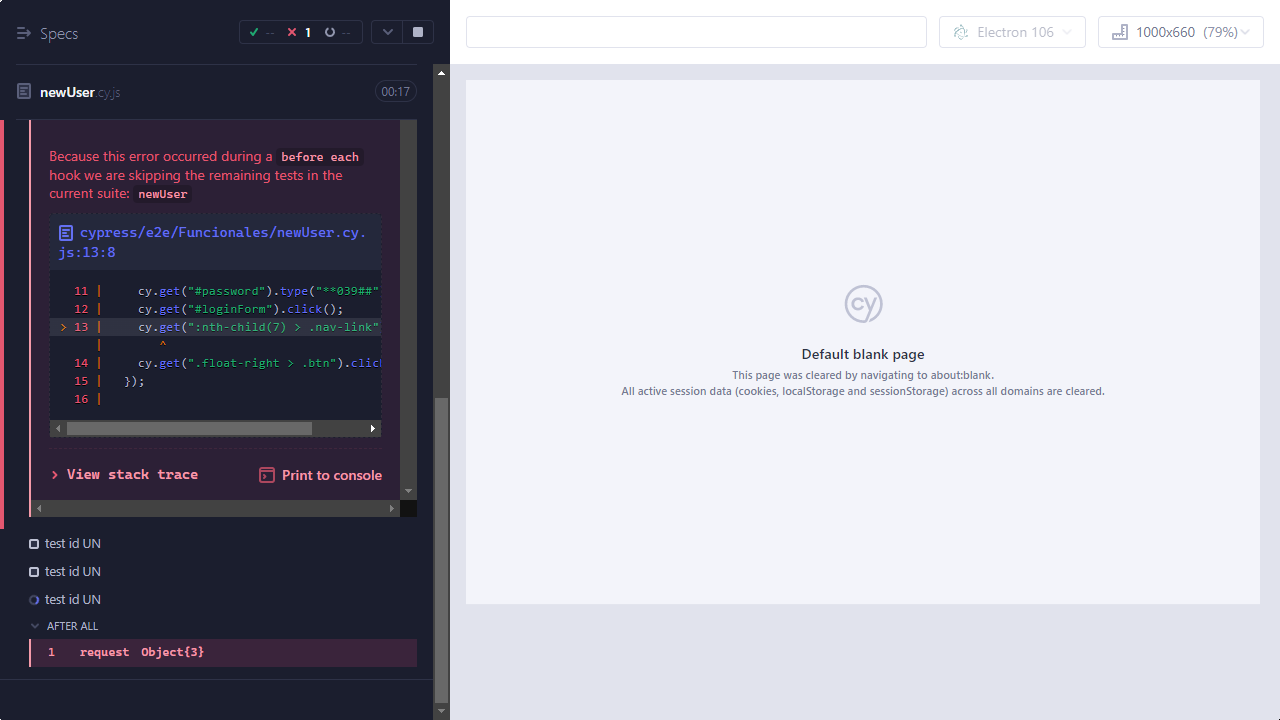 Specs
-- 1 --
Electron 106
1000x660 (79%)
newUser.cy.js
00:17
Because this error occurred during a before each
hook we are skipping the remaining tests in the
current suite: newUser
cypress/e2e/Funcionales/newUser.cy.
js:13:8
11 | cy.get("#password").type("**039##"
12 | cy.get("#loginForm").click();
> 13 | cy.get(":nth-child(7) > .nav-link"
| ^
14 | cy.get(".float-right > .btn").click
15 | });
16 |
> View stack trace
Print to console
test id UN
test id UN
test id UN
AFTER ALL
1 request Object{3}
cy
Default blank page
This page was cleared by navigating to about:blank.
All active session data (cookies, localStorage and sessionStorage) across all domains are cleared.